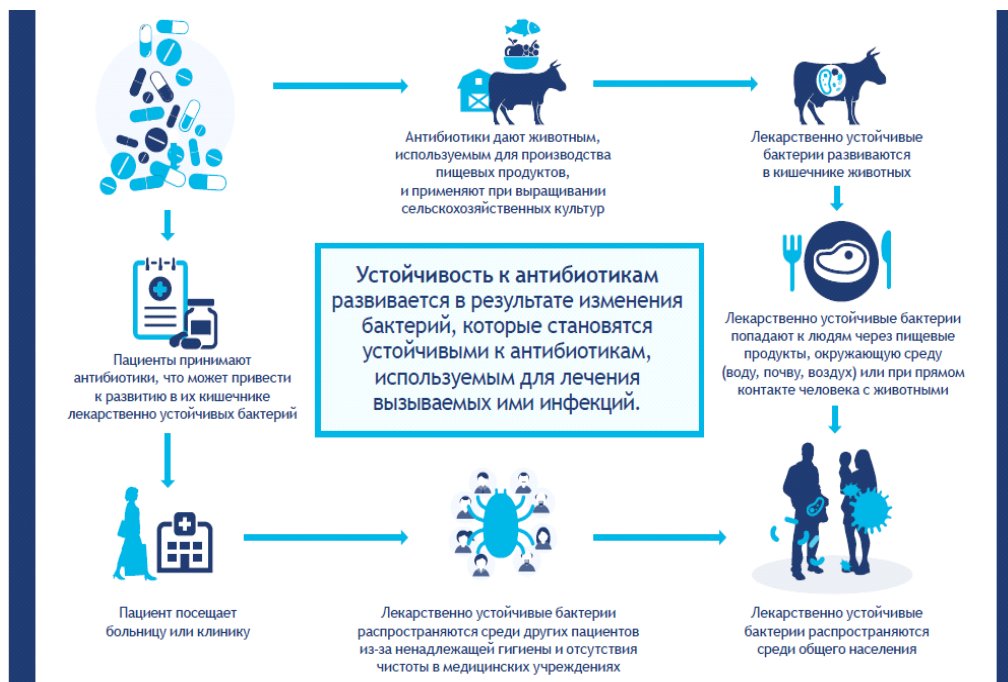 Антибиотики дают животным,
используемым для производства
пищевых продуктов,
и применяют при выращивании
сельскохозяйственных культур
Лекарственно устойчивые
бактерии развиваются
в кишечнике животных
Устойчивость к антибиотикам
развивается в результате изменения
бактерий, которые становятся
устойчивыми к антибиотикам,
используемым для лечения
вызываемых ими инфекций.
Пациенты принимают
антибиотики, что может привести
к развитию в их кишечнике
лекарственно устойчивых бактерий
Лекарственно устойчивые бактерии
попадают к людям через пищевые
продукты, окружающую среду
(воду, почву, воздух) или при прямом
контакте человека с животными
Пациент посещает
больницу или клинику
Лекарственно устойчивые бактерии
распространяются среди других пациентов
из-за ненадлежащей гигиены и отсутствия
чистоты в медицинских учреждениях
Лекарственно устойчивые
бактерии распространяются
среди общего населения